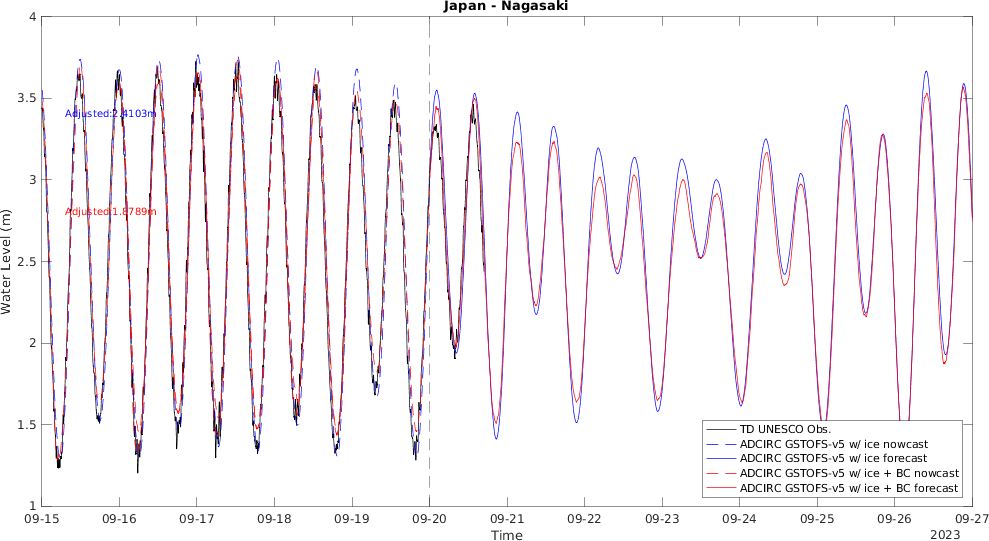 Japan - Nagasaki
4
3.5
3
2.5
2
1.5
1
Water Level (m)
Adjusted:2.4103m
Adjusted:1.8789m
TD UNESCO Obs.
ADCIRC GSTOFS-v5 w/ ice nowcast
ADCIRC GSTOFS-v5 w/ ice forecast
ADCIRC GSTOFS-v5 w/ ice + BC nowcast
ADCIRC GSTOFS-v5 w/ ice + BC forecast
09-15 09-16 09-17 09-18 09-19 09-20 09-21 09-22 09-23 09-24 09-25 09-26 09-27
Time
2023